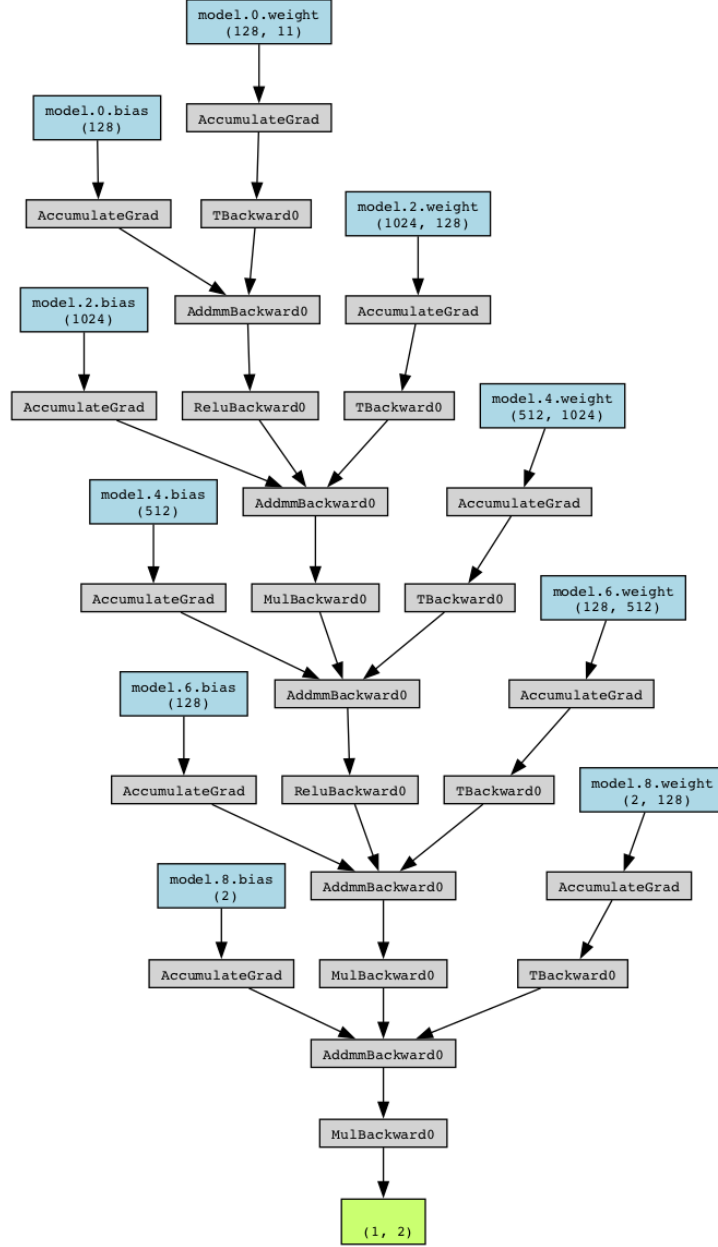 model.0.weight
(128, 11)
model.0.bias
(128)
AccumulateGrad
AccumulateGrad
TBackward0
model.2.weight
(1024, 128)
model.2.bias
(1024)
AddmmBackward0
AccumulateGrad
AccumulateGrad
ReluBackward0
TBackward0
model.4.weight
(512, 1024)
model.4.bias
(512)
AddmmBackward0
AccumulateGrad
AccumulateGrad
MulBackward0
TBackward0
model.6.weight
(128, 512)
model.6.bias
(128)
AddmmBackward0
AccumulateGrad
AccumulateGrad
ReluBackward0
TBackward0
model.8.weight
(2, 128)
model.8.bias
(2)
AddmmBackward0
AccumulateGrad
AccumulateGrad
MulBackward0
TBackward0
AddmmBackward0
MulBackward0
(1, 2)